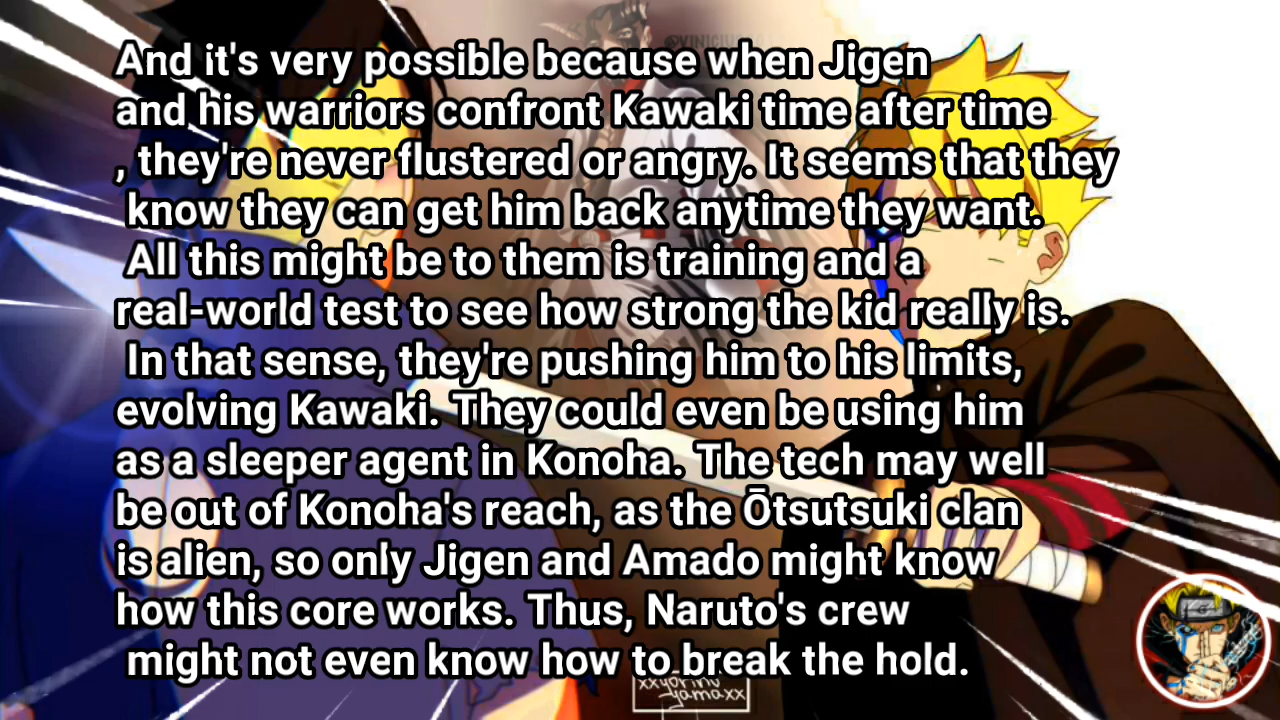 @VINICIUS
And it's very possible because when Jigen
and his warriors confront Kawaki time after time
, they're never flustered or angry. It seems that they
know they can get him back anytime they want.
All this might be to them is training and a
real-world test to see how strong the kid really is.
In that sense, they're pushing him to his limits,
evolving Kawaki. They could even be using him
as a sleeper agent in Konoha. The tech may well
be out of Konoha's reach, as the Ōtsutsuki clan
is alien, so only Jigen and Amado might know
how this core works. Thus, Naruto's crew
might not even know how to break the hold.
xxyorinu
yamaxx